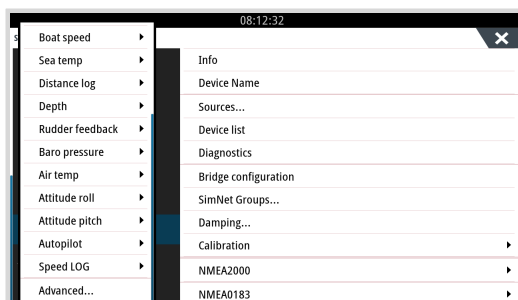 08:12:32
Boat speed
Sea temp
Distance log
Depth
Rudder feedback
Baro pressure
Air temp
Attitude roll
Attitude pitch
Autopilot
Speed LOG
Advanced...
Info
Device Name
Sources...
Device list
Diagnostics
Bridge configuration
SimNet Groups...
Damping...
Calibration
NMEA2000
NMEA0183